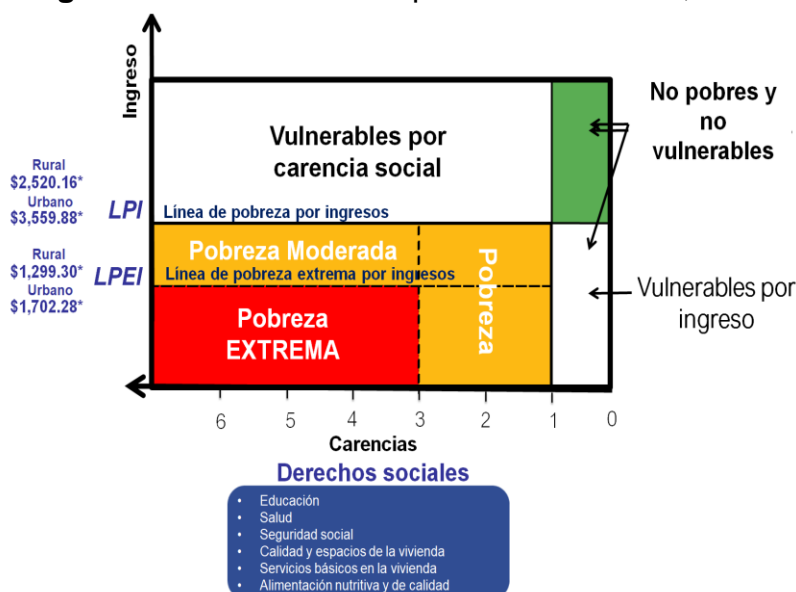 Ingreso
Vulnerables por
carencia social
No pobres y
no
vulnerables
Rural
$2,520.16*
Urbano
$3,559.88*
LPI
Línea de pobreza por ingresos
Rural
$1,299.30*
Urbano
$1,702.28*
LPEI
Pobreza Moderada
Línea de pobreza extrema por ingresos
Pobreza
Pobreza
EXTREMA
Vulnerables por
ingreso
6 5 4 3 2 1 0
Carencias
Derechos sociales
• Educación
• Salud
• Seguridad social
• Calidad y espacios de la vivienda
• Servicios básicos en la vivienda
• Alimentación nutritiva y de calidad